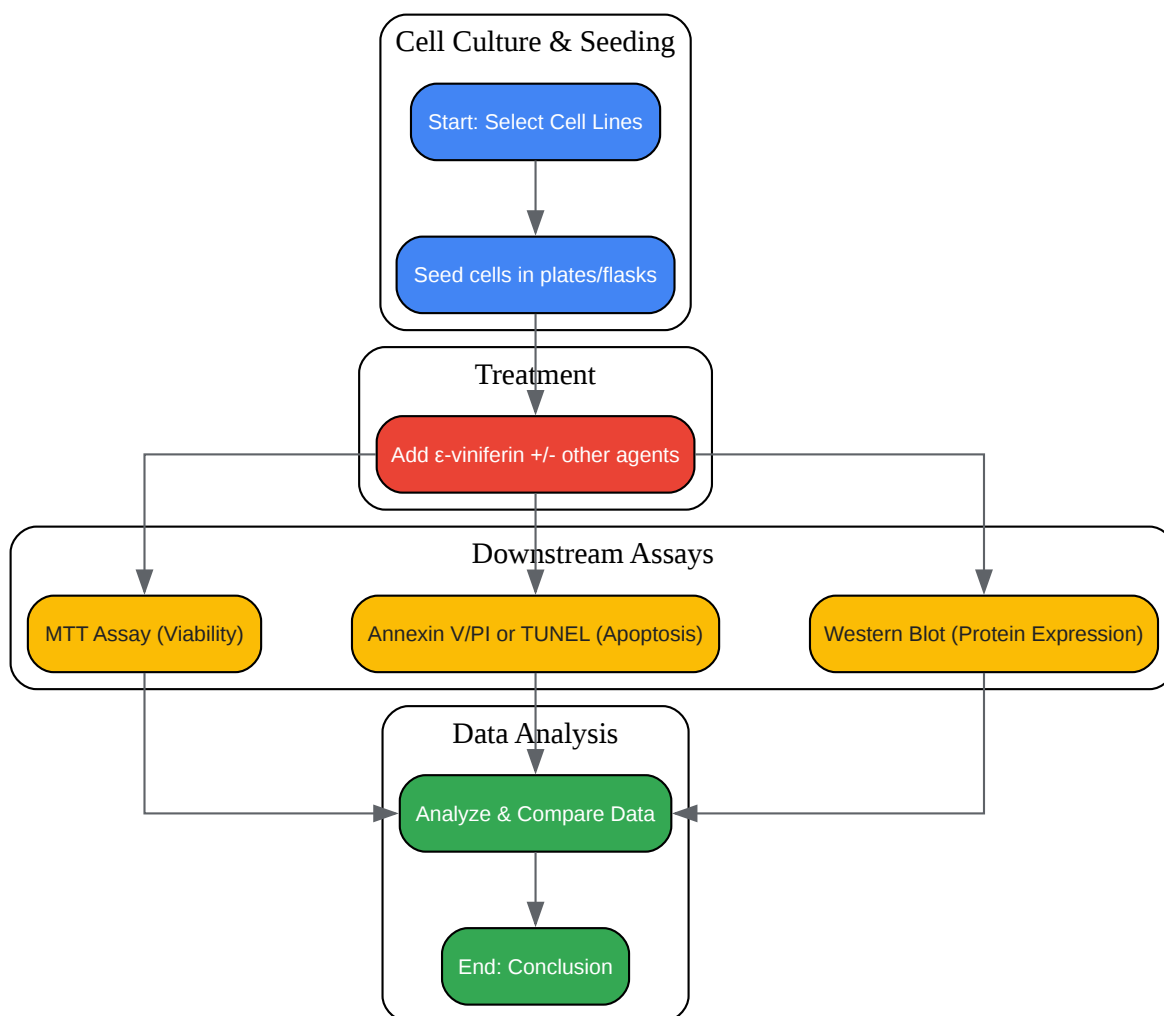 Cell Culture & Seeding
Start: Select Cell Lines
Seed cells in plates/flasks
Treatment
Add ε-viniferin +/- other agents
Downstream Assays
MTT Assay (Viability)
Annexin V/PI or TUNEL (Apoptosis)
Western Blot (Protein Expression)
Data Analysis
Analyze & Compare Data
End: Conclusion